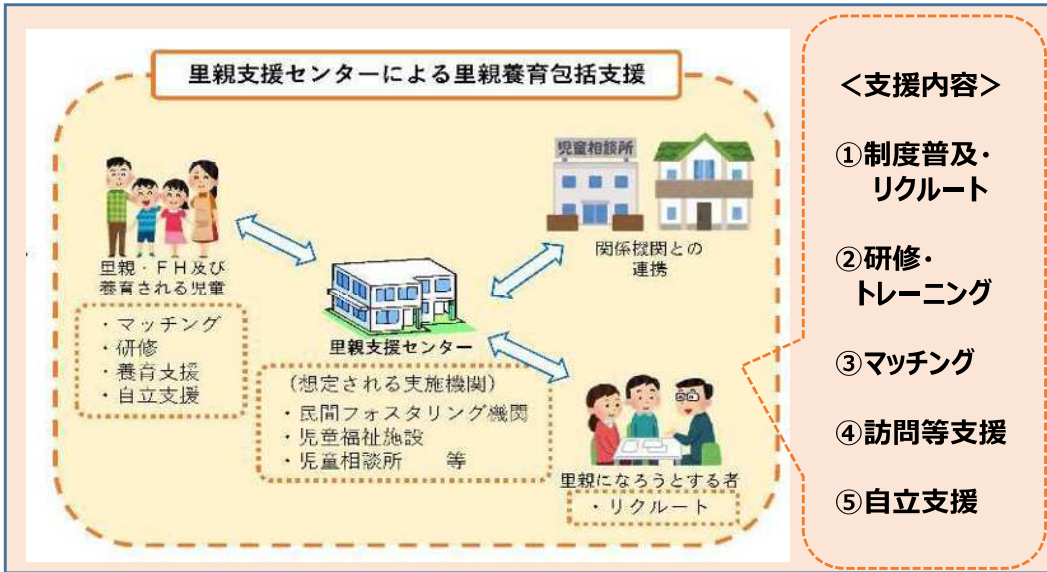 里親支援センターによる里親養育包括支援
児童相談所
里親・ＦＨ及び
養育される児童
・マッチング
・研修
・養育支援
・自立支援
関係機関との
連携
里親支援センター
（想定される実施機関）
・民間フォスタリング機関
・児童福祉施設
・児童相談所　等
里親になろうとする者
・リクルート
＜支援内容＞
①制度普及・
リクルート
②研修・
トレーニング
③マッチング
④訪問等支援
⑤自立支援